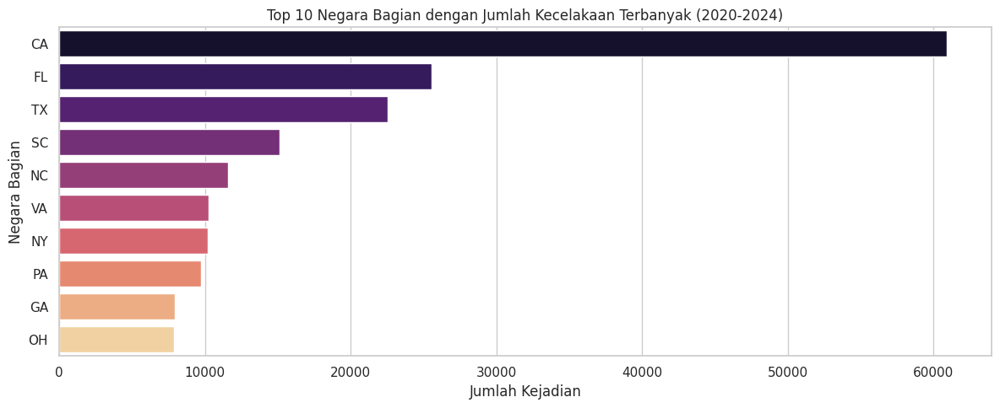 Top 10 Negara Bagian dengan Jumlah Kecelakaan Terbanyak (2020-2024)
Negara Bagian
CA
FL
TX
SC
NC
VA
NY
PA
GA
OH
0 10000 20000 30000 40000 50000 60000
Jumlah Kejadian